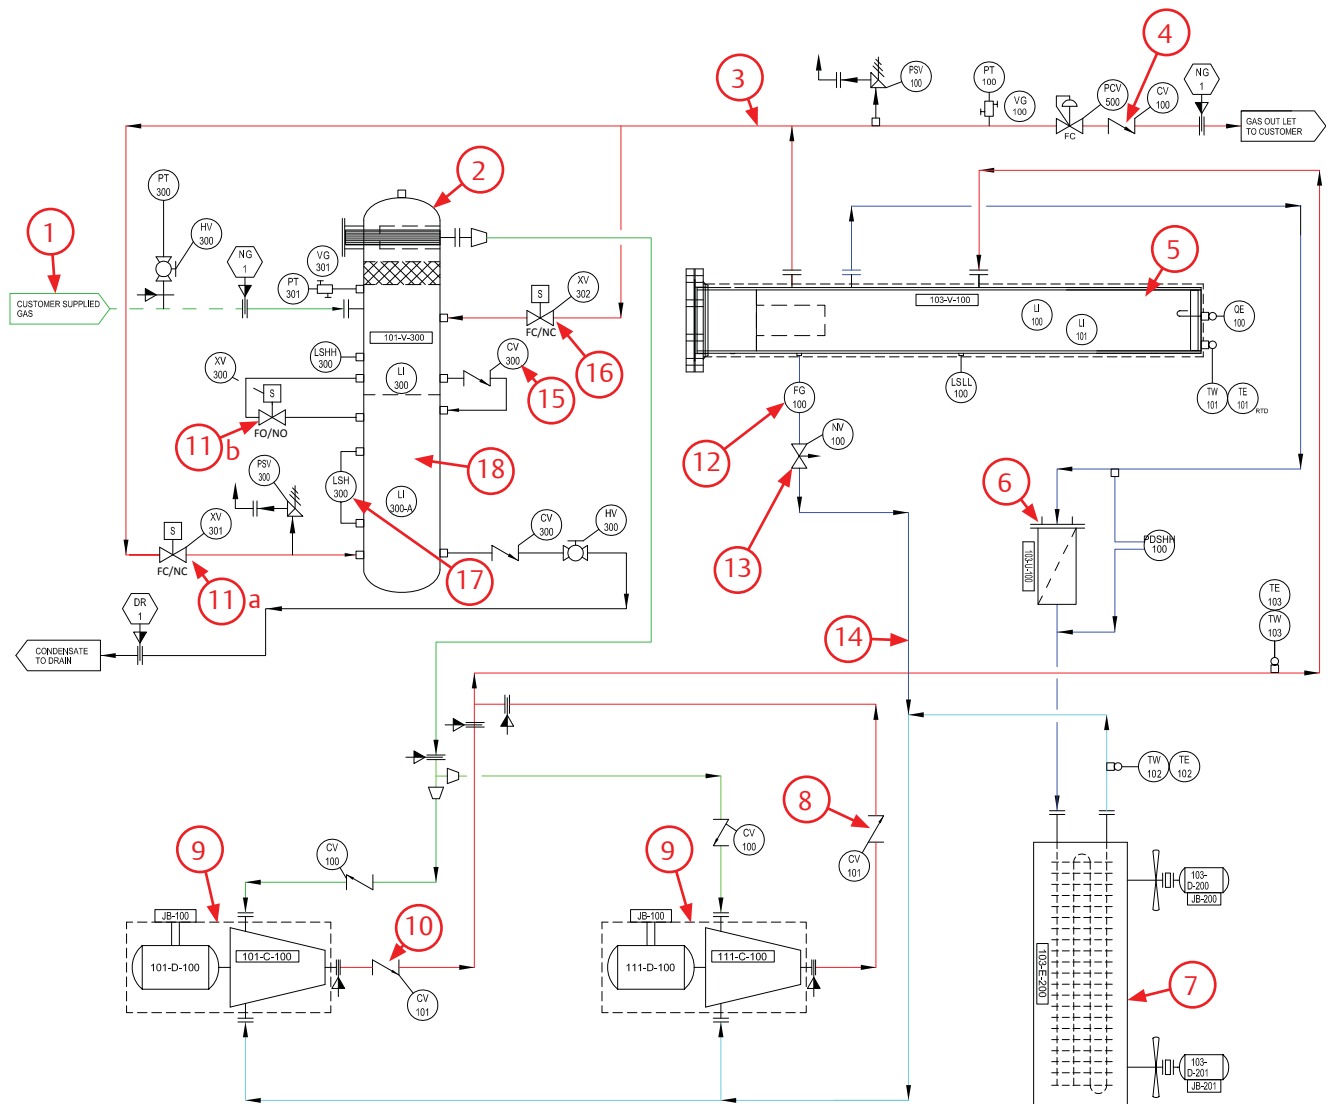 4
3
PSV
100
PT
100
VG
100
PCV
500
CV
100
NG
1
FC
GAS OUT LET
TO CUSTOMER
2
PT
300
HV
300
1
NG
1
VG
301
PT
301
CUSTOMER SUPPLIED
GAS
S
XV
302
FC/NC
16
5
103-V-100
LI
100
LI
101
QE
100
101-V-300
LSHH
300
LI
300
CV
300
15
XV
300
S
FO/NO
11 b
FG
100
LSLL
100
TW
101
TE
101
RTD
12
NV
100
13
18
PSV
300
LSH
300
LI
300-A
17
6
103-U-100
PDSHH
100
S
XV
301
FC/NC
11 a
CV
300
HV
300
DR
1
CONDENSATE
TO DRAIN
14
TE
103
TW
103
TW
102
TE
102
8
CV
100
CV
101
9
CV
100
9
10
JB-100
101-D-100
101-C-100
CV
101
JB-100
111-D-100
111-C-100
103-E-200
103-
D-200
JB-200
7
103-
D-201
JB-201